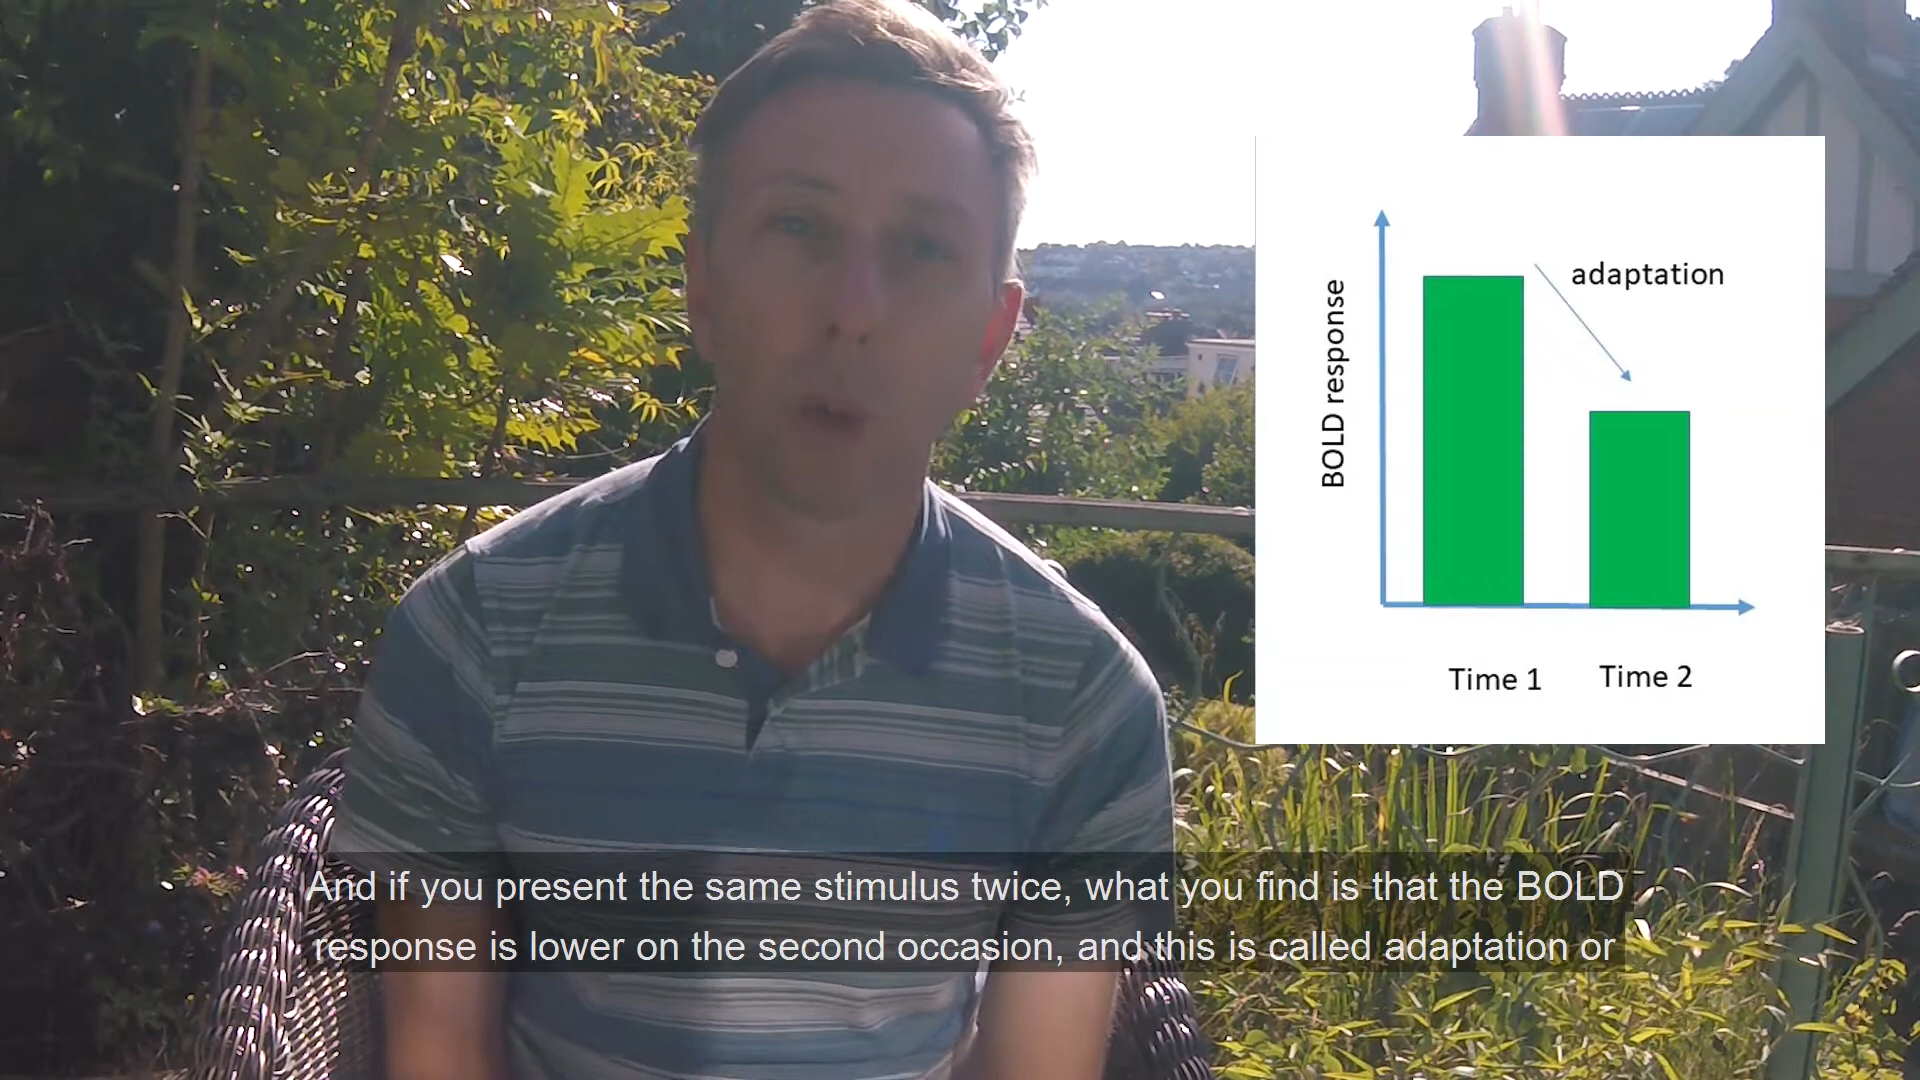 adaptation
BOLD response
Time 1 Time 2
And if you present the same stimulus twice, what you find is that the BOLD
response is lower on the second occasion, and this is called adaptation or